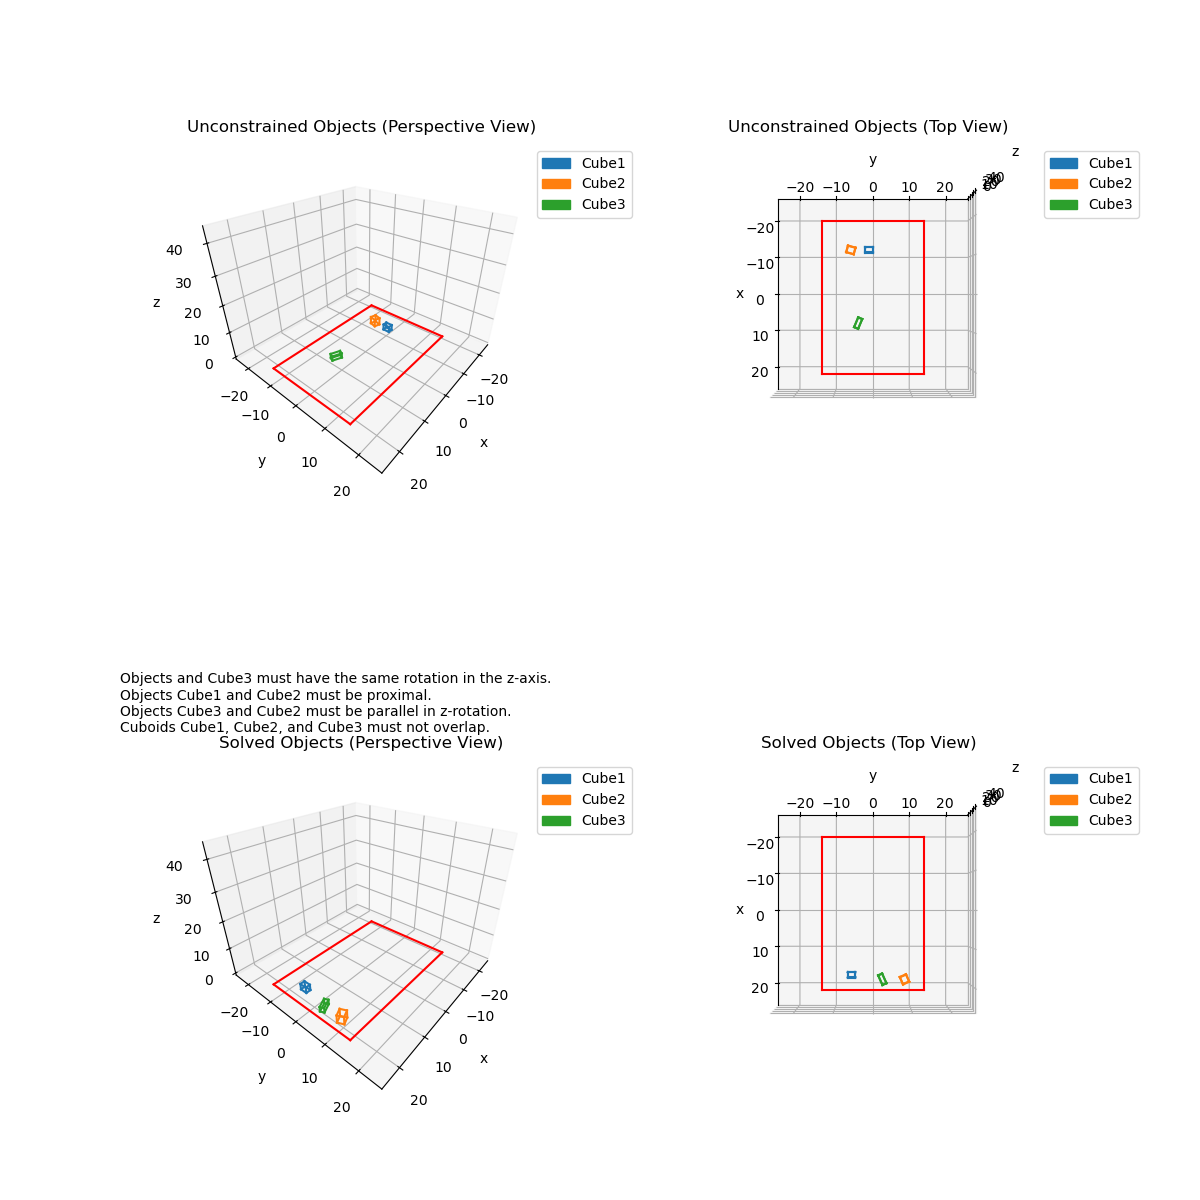 Unconstrained Objects (Perspective View)
Cube1
Cube2
Cube3
40
30
20
10
0
z
−20
−10
0
10
20
y
−20
−10
0
10
20
x
Unconstrained Objects (Top View)
Cube1
Cube2
Cube3
y
z
−20 −10 0 10 20
−20
−10
0
10
20
x
Objects and Cube3 must have the same rotation in the z-axis.
Objects Cube1 and Cube2 must be proximal.
Objects Cube3 and Cube2 must be parallel in z-rotation.
Cuboids Cube1, Cube2, and Cube3 must not overlap.
Solved Objects (Perspective View)
Cube1
Cube2
Cube3
40
30
20
10
0
z
−20
−10
0
10
20
y
−20
−10
0
10
20
x
Solved Objects (Top View)
Cube1
Cube2
Cube3
y
z
−20 −10 0 10 20
−20
−10
0
10
20
x